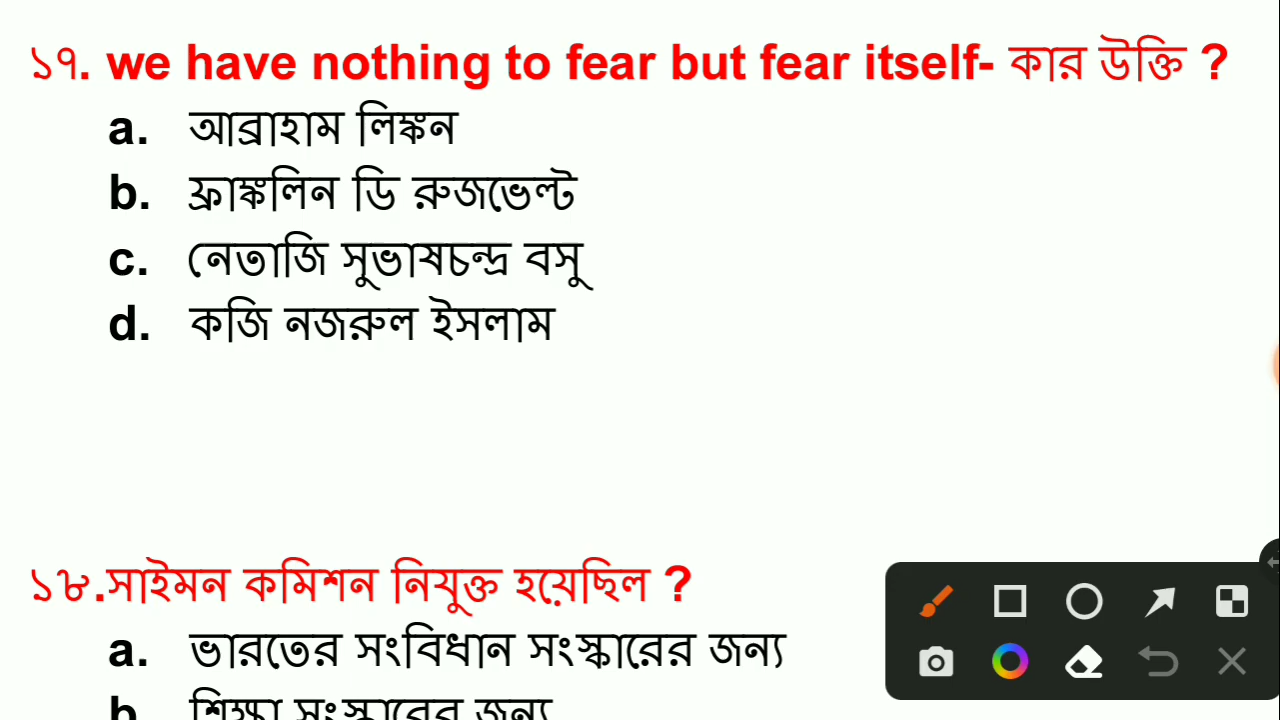 ১৭. we have nothing to fear but fear itself- কার উক্তি ?
a. আব্রাহাম লিঙ্কন
b. ফ্রাঙ্কলিন ডি রুজভেল্ট
c. নেতাজি সুভাষচন্দ্র বসু
d. কজি নজরুল ইসলাম
১৮.সাইমন কমিশন নিযুক্ত হয়েছিল ?
a. ভারতের সংবিধান সংস্কারের জন্য
b. শিক্ষা সংস্কারের জন্য